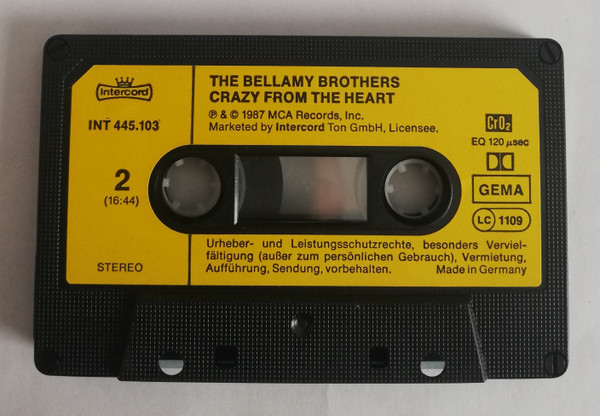 Intercord
INT 445.103
2
(16:44)
STEREO
THE BELLAMY BROTHERS
CRAZY FROM THE HEART
℗ & © 1987 MCA Records, Inc.
Marketed by Intercord Ton GmbH, Licensee.
CrO₂
EQ 120 μsec
GEMA
LC 1109
Urheber- und Leistungsschutzrechte, besonders Verviel-
fältigung (außer zum persönlichen Gebrauch), Vermietung,
Aufführung, Sendung, vorbehalten. Made in Germany